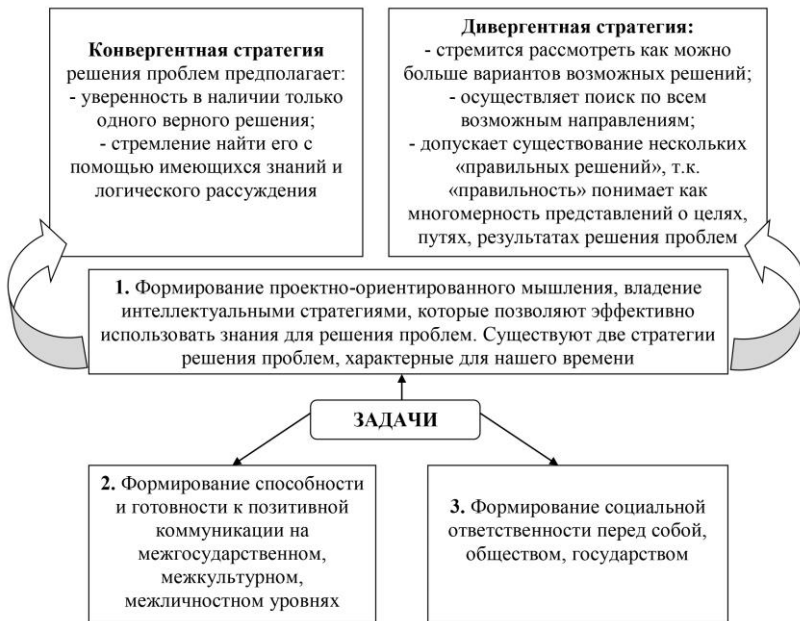 Конвергентная стратегия
решения проблем предполагает:
- уверенность в наличии только
одного верного решения;
- стремление найти его с
помощью имеющихся знаний и
логического рассуждения
Дивергентная стратегия:
- стремится рассмотреть как можно
больше вариантов возможных решений;
- осуществляет поиск по всем
возможным направлениям;
- допускает существование нескольких
«правильных решений», т.к.
«правильность» понимает как
многомерность представлений о целях,
путях, результатах решения проблем
1. Формирование проектно-ориентированного мышления, владение
интеллектуальными стратегиями, которые позволяют эффективно
использовать знания для решения проблем. Существуют две стратегии
решения проблем, характерные для нашего времени
ЗАДАЧИ
2. Формирование способности
и готовности к позитивной
коммуникации на
межгосударственном,
межкультурном,
межличностном уровнях
3. Формирование социальной
ответственности перед собой,
обществом, государством